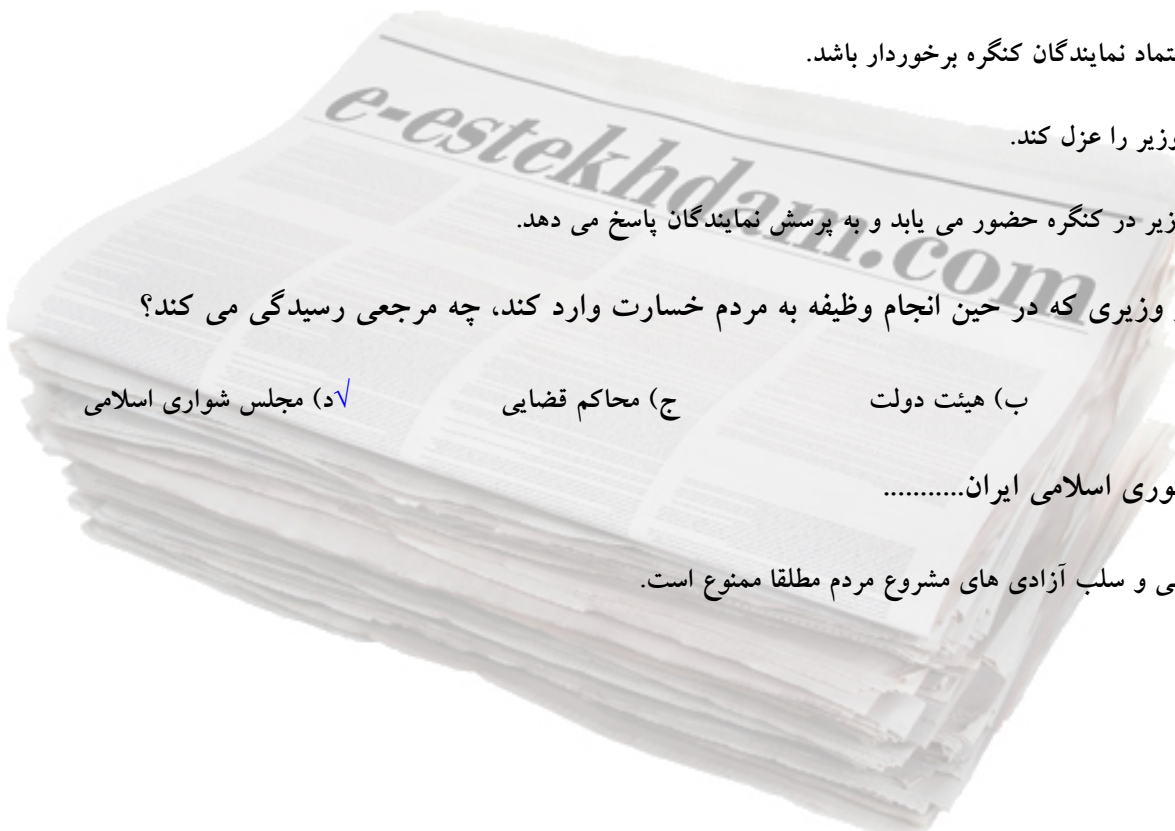 تماد نمایندگان کنگره برخوردار باشد.
e-estekhdam.com
وزیر را عزل کند.
زیر در کنگره حضور می یابد و به پرسش نمایندگان پاسخ می دهد.
وزیری که در حین انجام وظیفه به مردم خسارت وارد کند، چه مرجعی رسیدگی می کند؟
ب) هیئت دولت ج) محاکم قضایی √د) مجلس شواری اسلامی
وری اسلامی ایران...........
ی و سلب آزادی های مشروع مردم مطلقا ممنوع است.